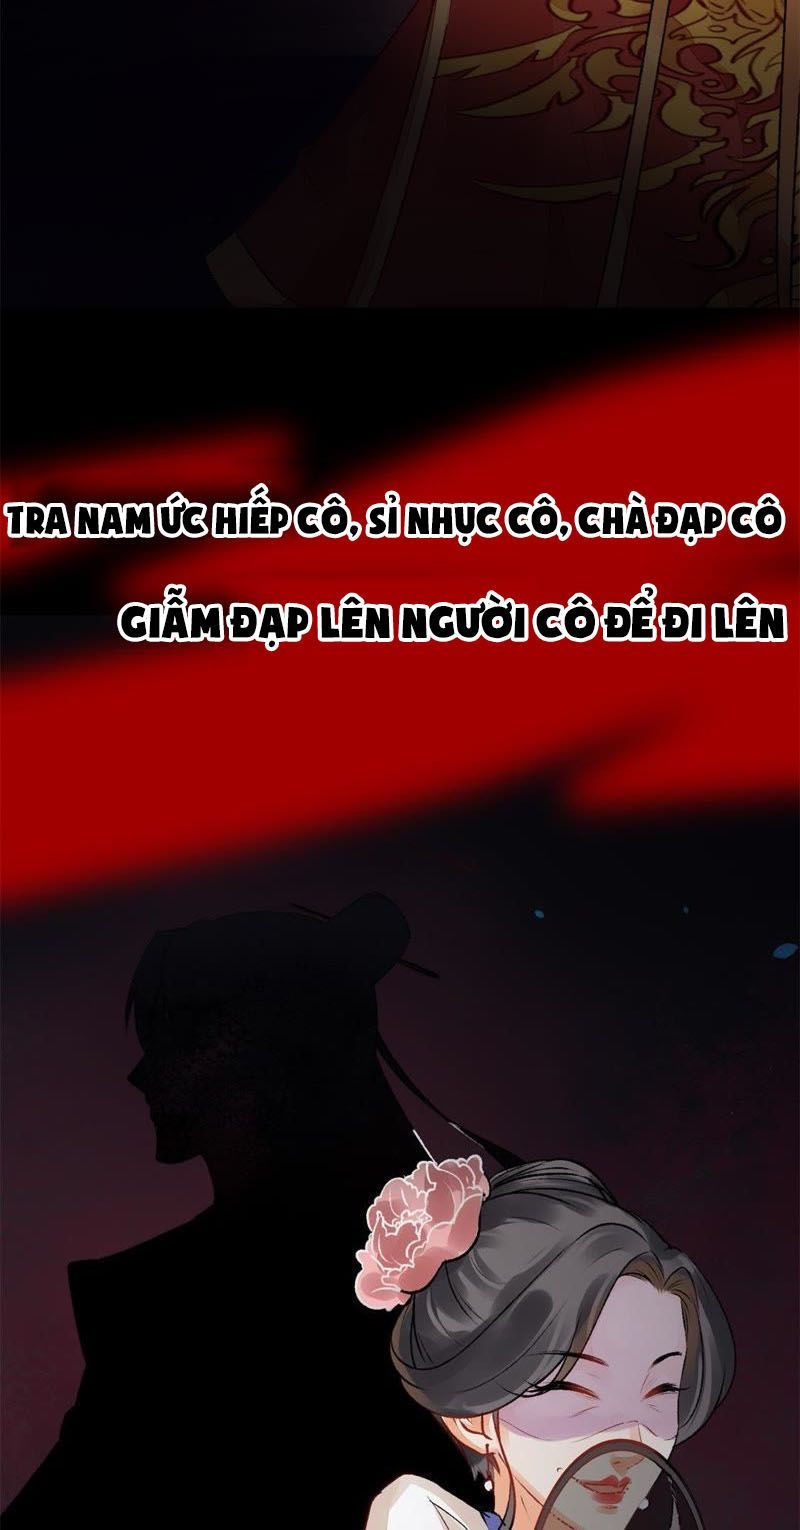 TRA NAM ỨC HIẾP CÔ, SỈ NHỤC CÔ, CHÀ ĐẠP CÔ
GIẪM ĐẠP LÊN NGƯỜI CÔ ĐỂ ĐI LÊN